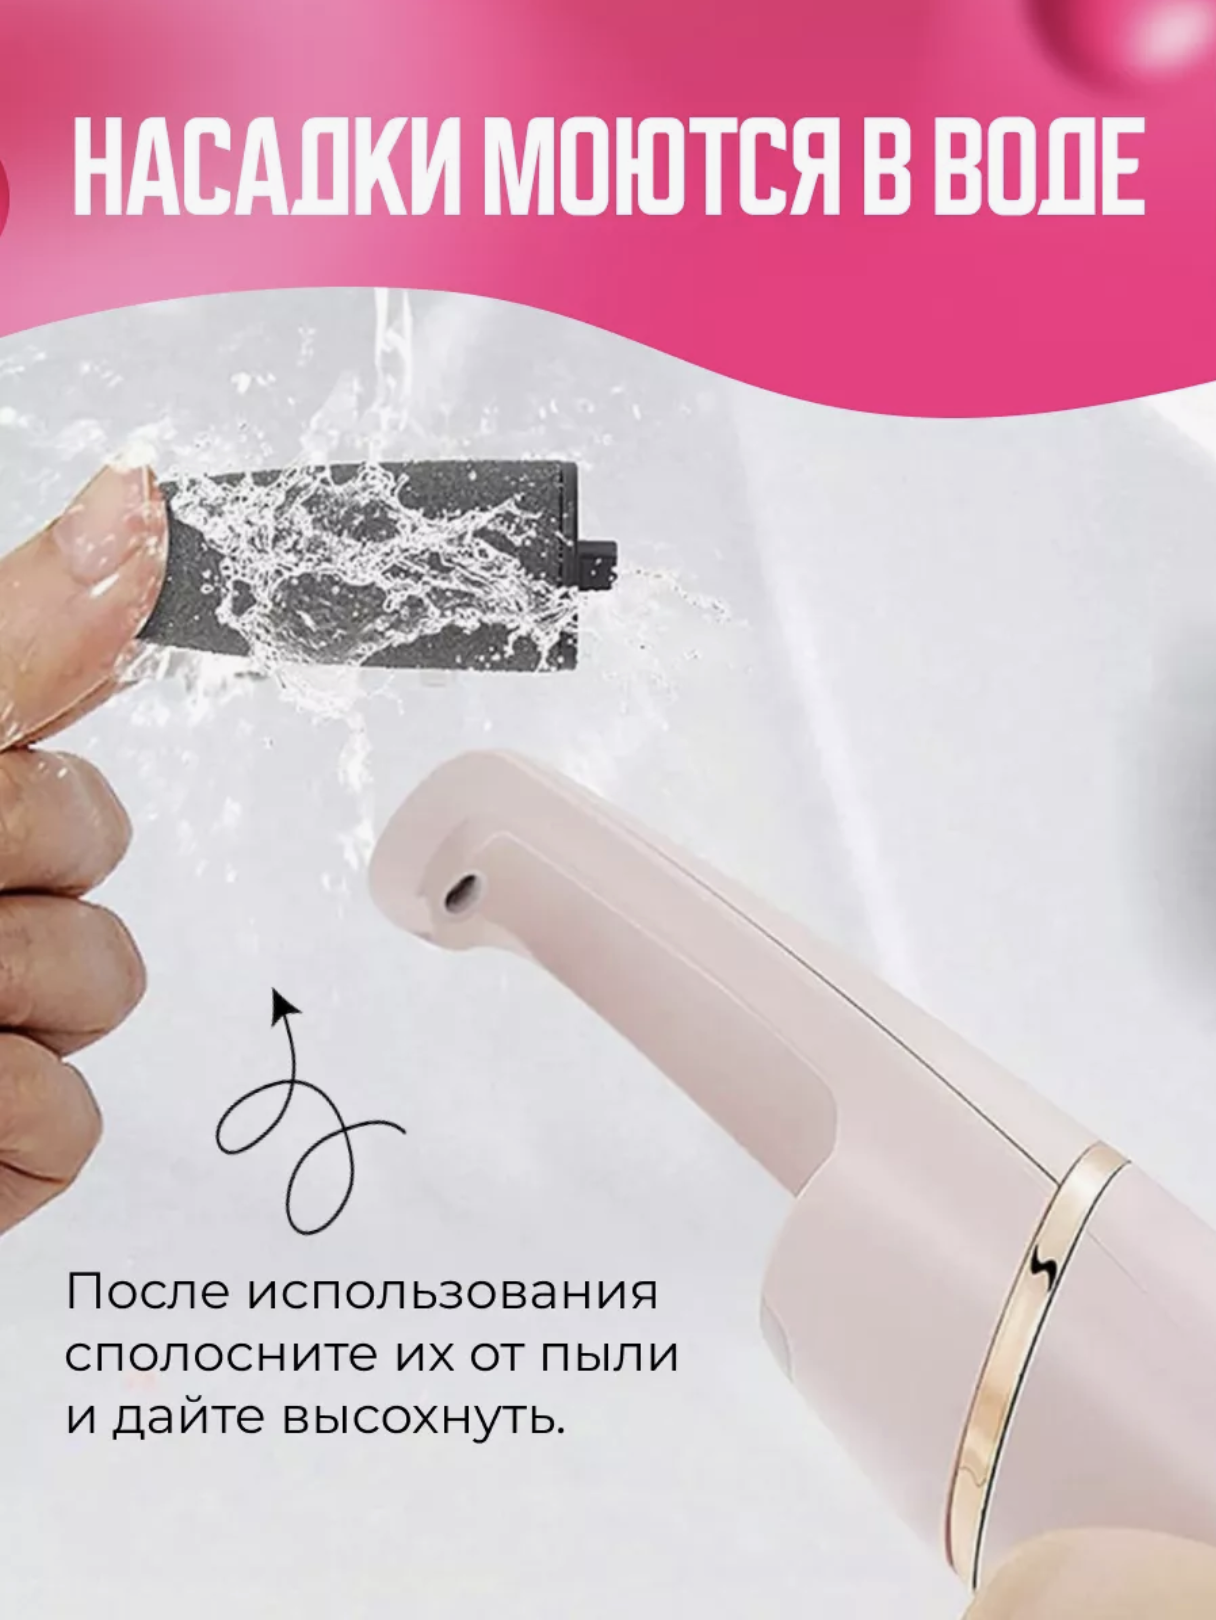 НАСАДКИ МОЮТСЯ В ВОДЕ
После использования
сполосните их от пыли
и дайте высохнуть.